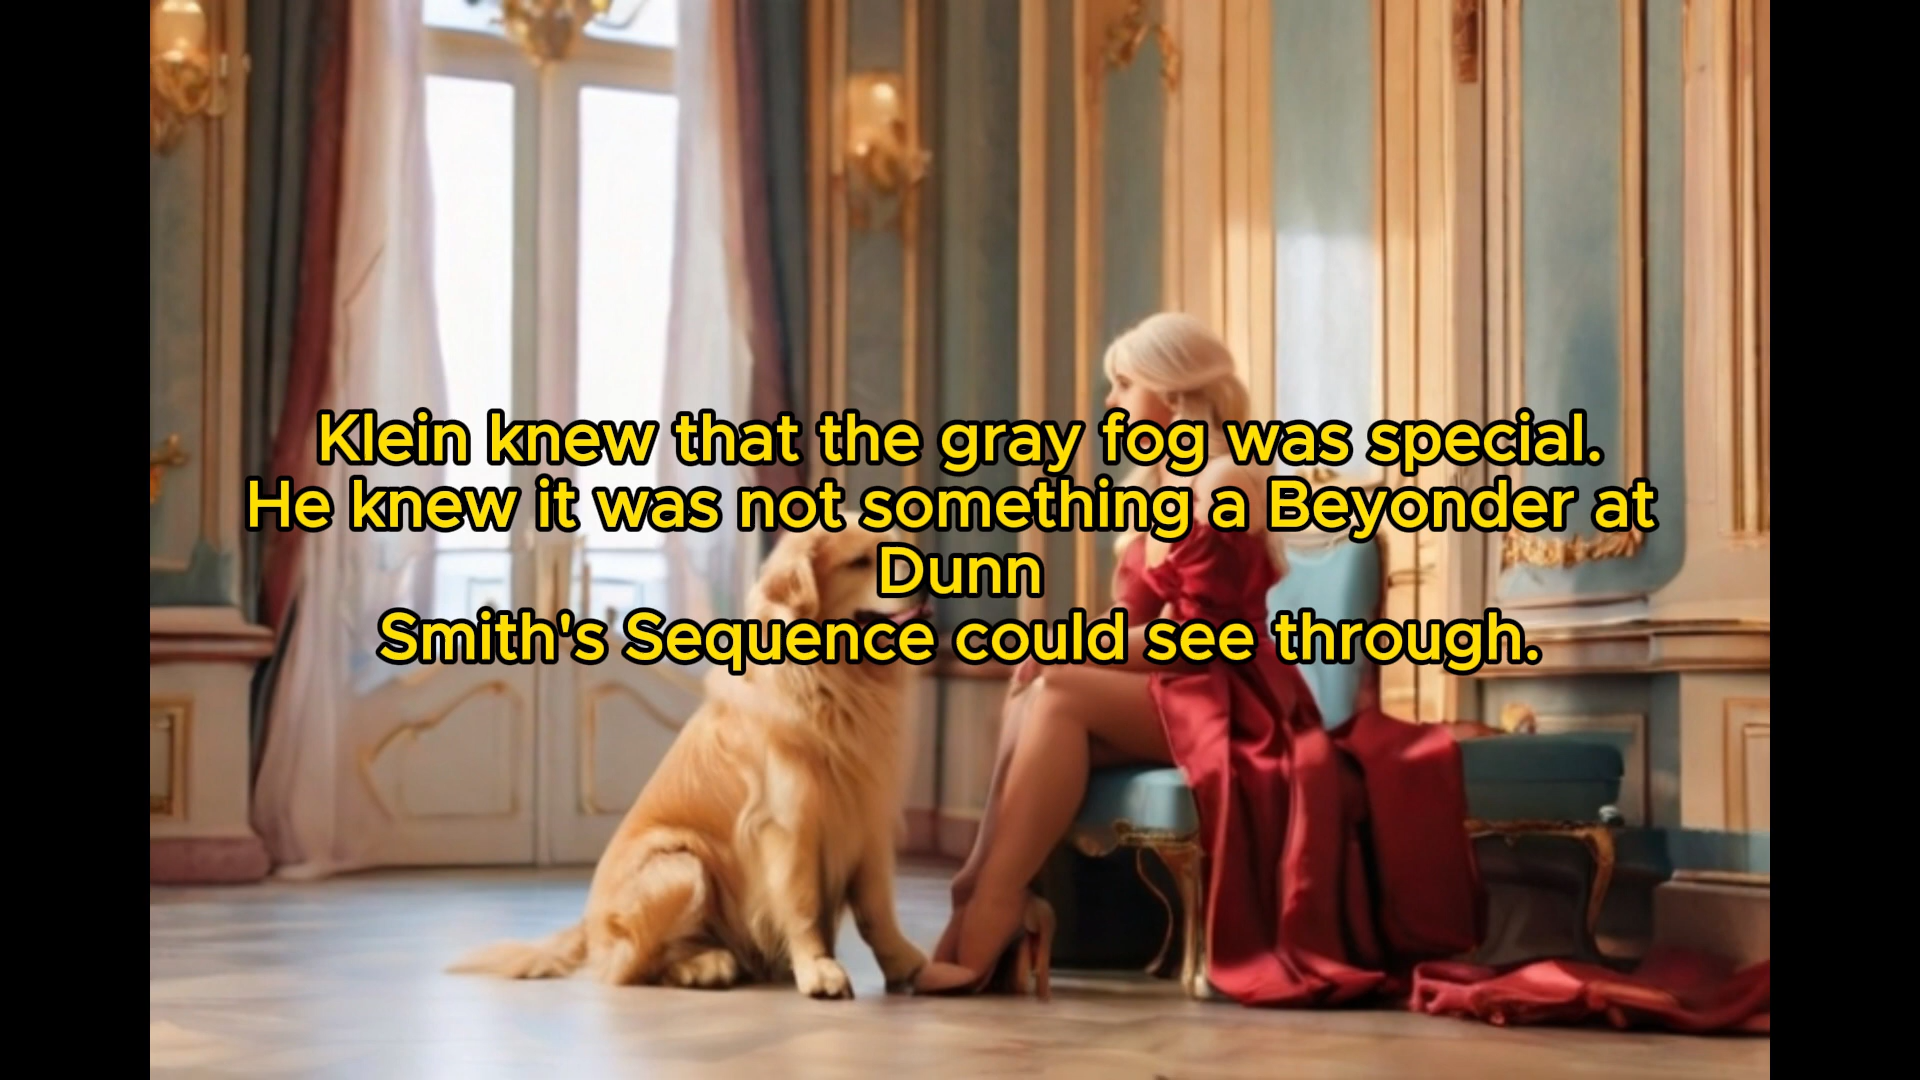 Klein knew that the gray fog was special.
He knew it was not something a Beyonder at
Dunn
Smith's Sequence could see through.